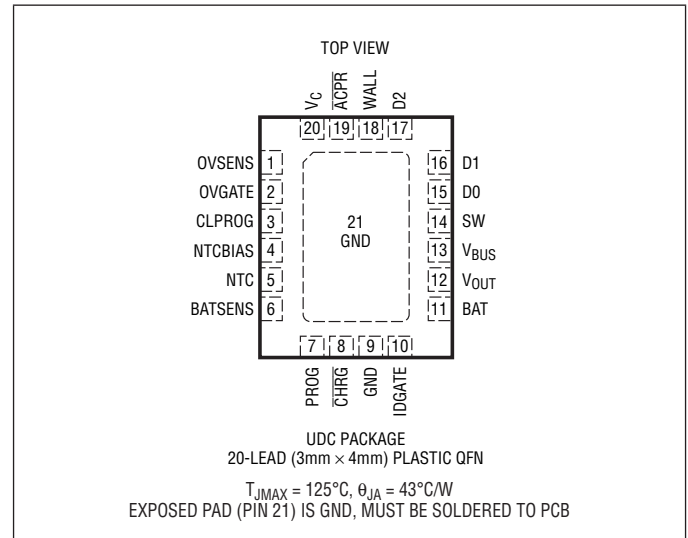 TOP VIEW
VC
ACPR
WALL
D2
20 19 18 17
OVSENS 1
OVGATE 2
CLPROG 3
NTCBIAS 4
NTC 5
BATSENS 6
21
GND
16 D1
15 D0
14 SW
13 VBUS
12 VOUT
11 BAT
7 8 9 10
PROG
CHRG
GND
IDGATE
UDC PACKAGE
20-LEAD (3mm × 4mm) PLASTIC QFN
TJMAX = 125°C, θJA = 43°C/W
EXPOSED PAD (PIN 21) IS GND, MUST BE SOLDERED TO PCB